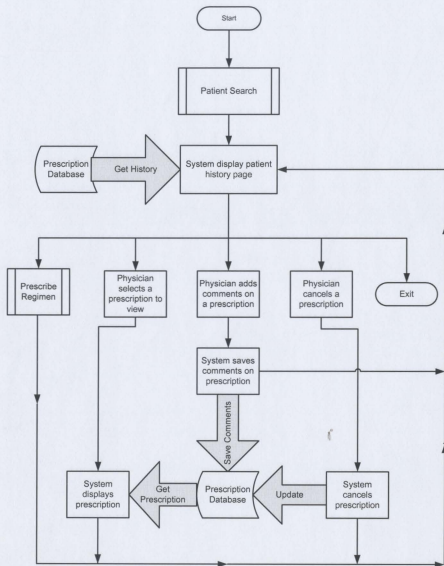 Start
Patient Search
Prescription
Database
Get History
System display patient
history page
Prescribe
Regimen
Physician
selects a
prescription to
view
Physician adds
comments on
a prescription
Physician
cancels a
prescription
Exit
System saves
comments on
prescription
Save Comments
System
displays
prescription
Get
Prescription
Prescription
Database
Update
System
cancels
prescription